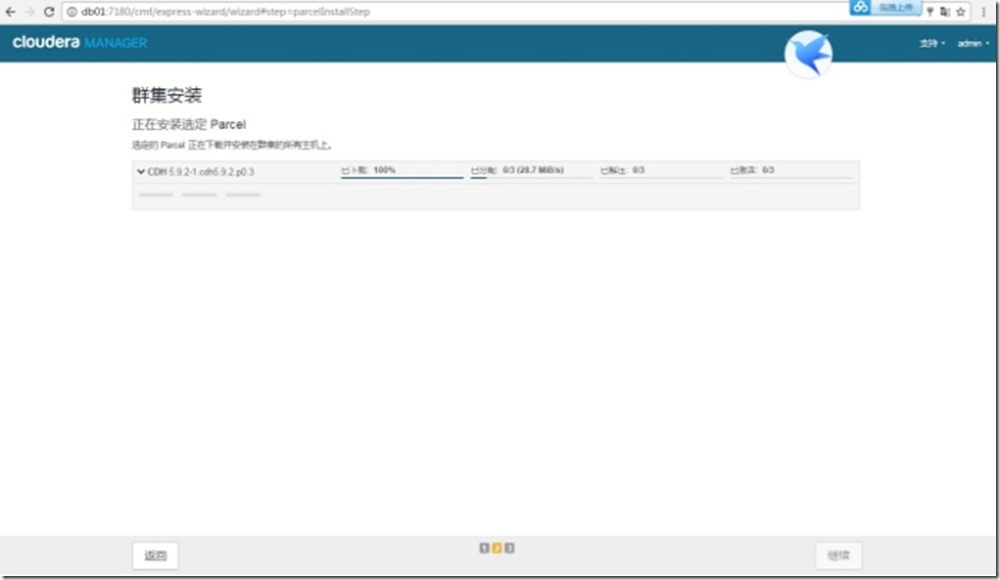 db01:7180/cmf/express-wizard/wizard#step=parcelInstallStep
拖拽上传
cloudera MANAGER
支持
admin
群集安装
正在安装选定 Parcel
选定的 Parcel 正在下载并安装在群集的所有主机上。
CDH 5.9.2-1.cdh5.9.2.p0.3
已下载: 100%
已分配: 0/3 (28.7 MiB/s)
已解压: 0/3
已激活: 0/3
返回
1 2 3
继续